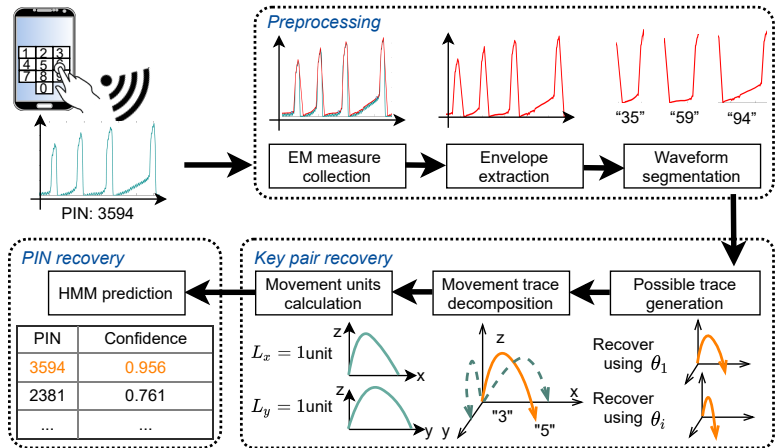 Preprocessing
1 2 3
4 5
7 8
0
PIN: 3594
"35" "59" "94"
EM measure
collection
Envelope
extraction
Waveform
segmentation
PIN recovery
HMM prediction
PIN Confidence
3594 0.956
2381 0.761
... ...
Key pair recovery
Movement units
calculation
Movement trace
decomposition
Possible trace
generation
L_x = 1unit
z
x
L_y = 1unit
z
y
z
x
y
"3"
"5"
Recover
using θ_1
Recover
using θ_i